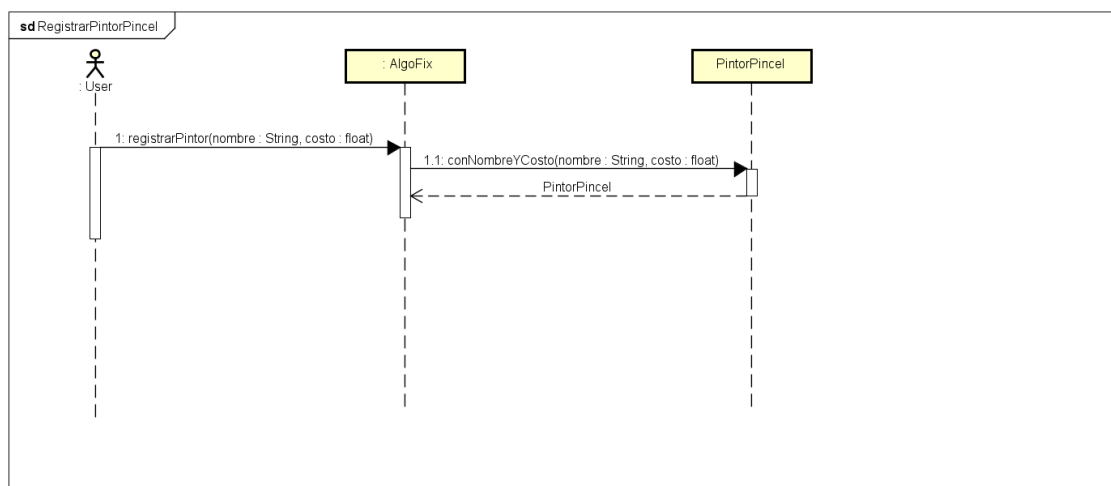 sd RegistrarPintorPincel
: User
: AlgoFix
PintorPincel
1: registrarPintor(nombre : String, costo : float)
1.1: conNombreYCosto(nombre : String, costo : float)
PintorPincel